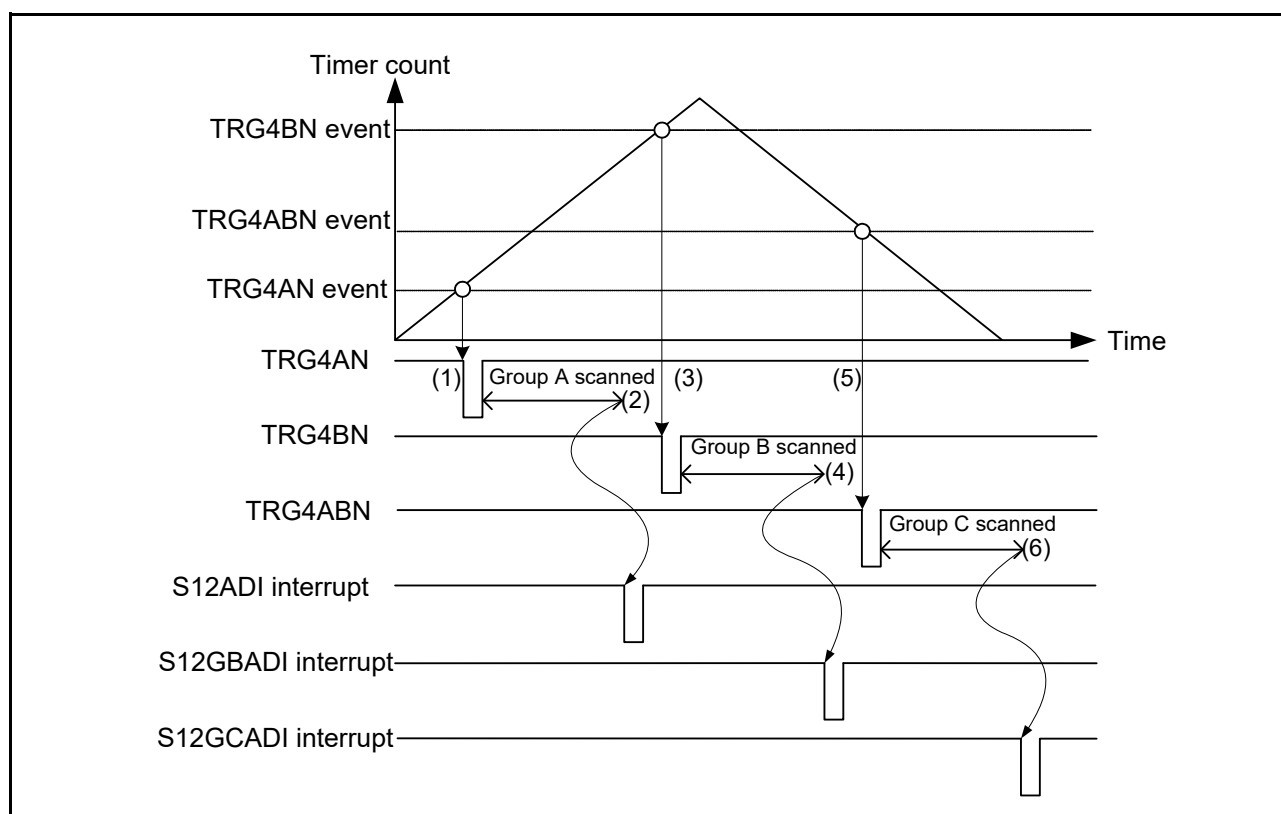 Timer count
TRG4BN event
TRG4ABN event
TRG4AN event
Time
TRG4AN
(1)
Group A scanned
(2)
(3)
(5)
TRG4BN
Group B scanned
(4)
TRG4ABN
Group C scanned
(6)
S12ADI interrupt
S12GBADI interrupt
S12GCADI interrupt